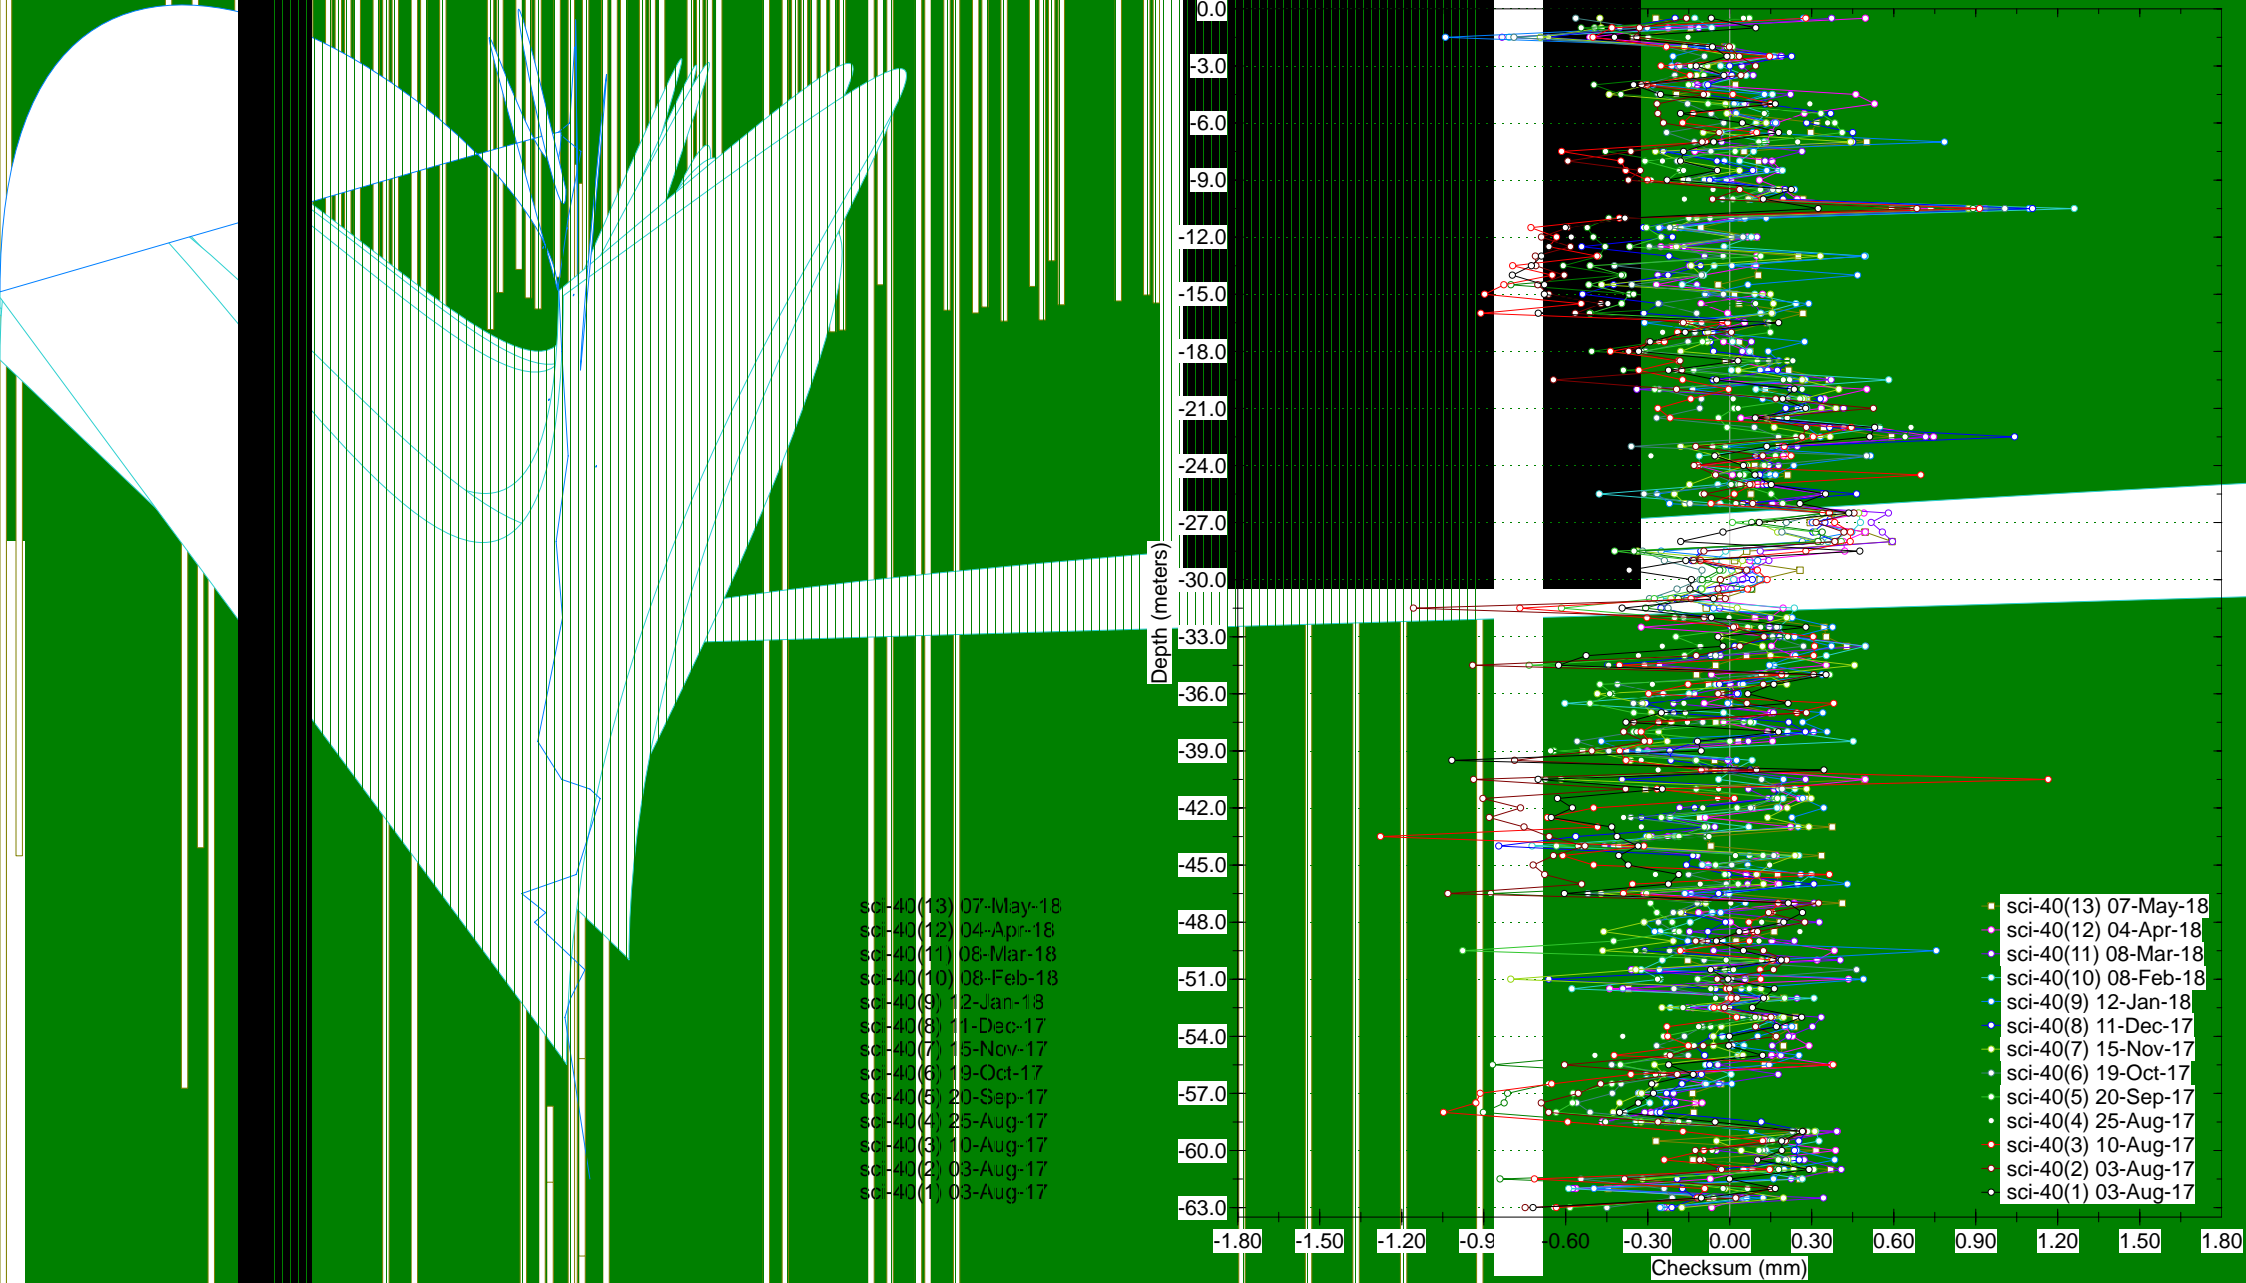 0.0
-3.0
-6.0
-9.0
-12.0
-15.0
-18.0
-21.0
-24.0
-27.0
-30.0
-33.0
-36.0
-39.0
-42.0
-45.0
-48.0
-51.0
-54.0
-57.0
-60.0
-63.0
Depth (meters)
sci-40(13) 07-May-18
sci-40(12) 04-Apr-18
sci-40(11) 08-Mar-18
sci-40(10) 08-Feb-18
sci-40(9) 12-Jan-18
sci-40(8) 11-Dec-17
sci-40(7) 15-Nov-17
sci-40(6) 19-Oct-17
sci-40(5) 20-Sep-17
sci-40(4) 25-Aug-17
sci-40(3) 10-Aug-17
sci-40(2) 03-Aug-17
sci-40(1) 03-Aug-17
sci-40(13) 07-May-18
sci-40(12) 04-Apr-18
sci-40(11) 08-Mar-18
sci-40(10) 08-Feb-18
sci-40(9) 12-Jan-18
sci-40(8) 11-Dec-17
sci-40(7) 15-Nov-17
sci-40(6) 19-Oct-17
sci-40(5) 20-Sep-17
sci-40(4) 25-Aug-17
sci-40(3) 10-Aug-17
sci-40(2) 03-Aug-17
sci-40(1) 03-Aug-17
-1.80 -1.50 -1.20 -0.9 -0.60 -0.30 0.00 0.30 0.60 0.90 1.20 1.50 1.80
Checksum (mm)